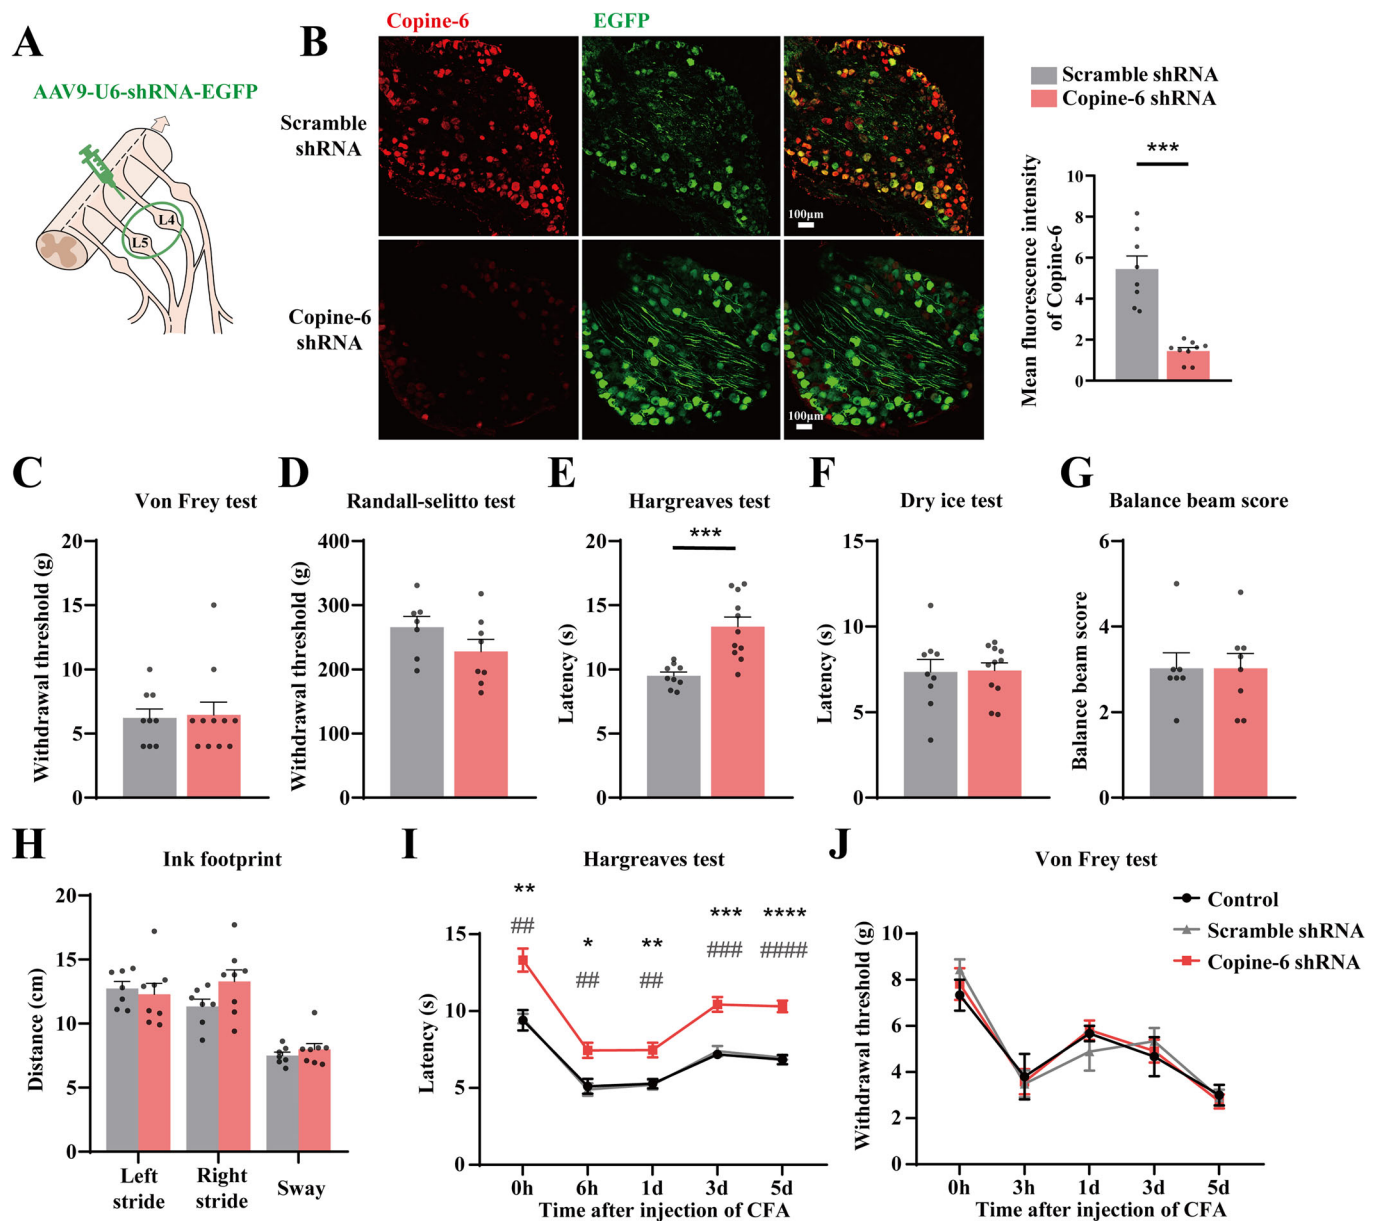 A
AAV9-U6-shRNA-EGFP
L4
L5
B
Copine-6
EGFP
Scramble
shRNA
Copine-6
shRNA
100μm
100μm
Scramble shRNA
Copine-6 shRNA
***
Mean fluorescence intensity
of Copine-6
10
8
6
4
2
0
C
Von Frey test
Withdrawal threshold (g)
20
15
10
5
0
D
Randall-selitto test
Withdrawal threshold (g)
400
300
200
100
0
E
Hargreaves test
***
Latency (s)
20
15
10
5
0
F
Dry ice test
Latency (s)
15
10
5
0
G
Balance beam score
Balance beam score
6
4
2
0
H
Ink footprint
Distance (cm)
20
15
10
5
0
Left
stride
Right
stride
Sway
I
Hargreaves test
** * ** *** ****
## ## ## ### ####
Latency (s)
15
10
5
0
0h 6h 1d 3d 5d
Time after injection of CFA
J
Von Frey test
Control
Scramble shRNA
Copine-6 shRNA
Withdrawal threshold (g)
10
8
6
4
2
0
0h 3h 1d 3d 5d
Time after injection of CFA